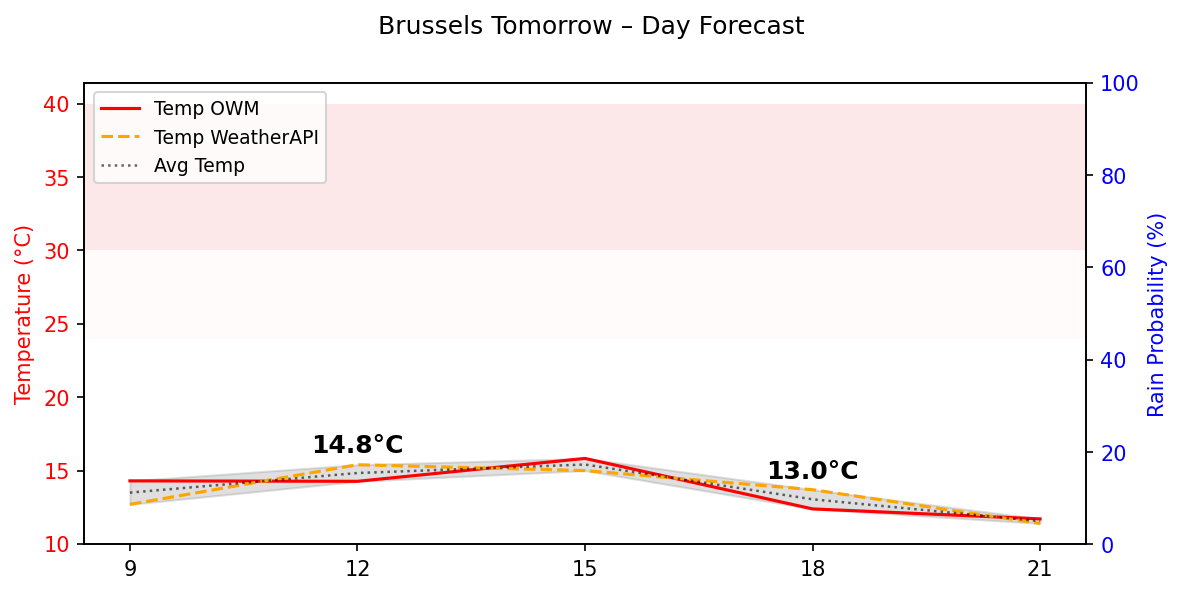 Brussels Tomorrow – Day Forecast
Temp OWM
Temp WeatherAPI
Avg Temp
Temperature (°C)
40
35
30
25
20
15
10
14.8°C
13.0°C
100
80
60
40
20
0
Rain Probability (%)
9 12 15 18 21